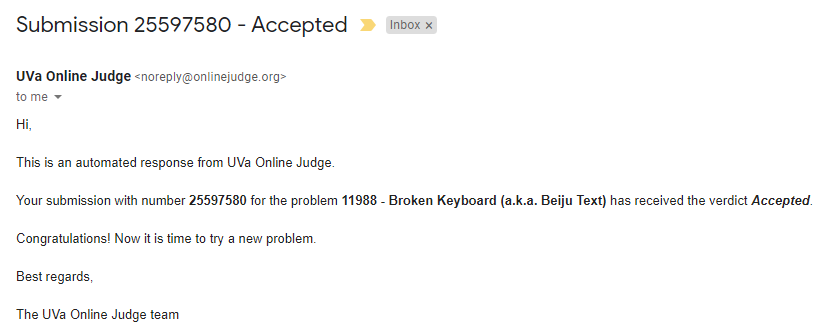 Submission 25597580 - Accepted Inbox ×
UVa Online Judge <noreply@onlinejudge.org>
to me
Hi,
This is an automated response from UVa Online Judge.
Your submission with number 25597580 for the problem 11988 - Broken Keyboard (a.k.a. Beiju Text) has received the verdict Accepted.
Congratulations! Now it is time to try a new problem.
Best regards,
The UVa Online Judge team